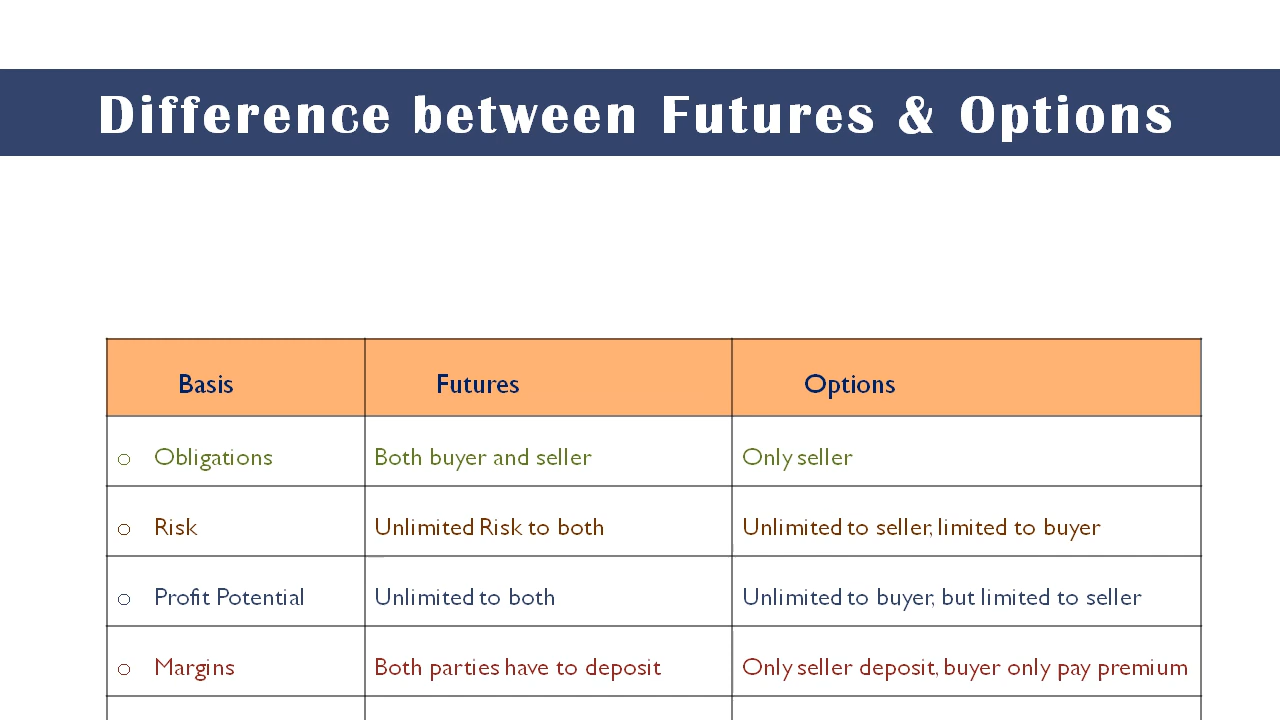 Difference between Futures & Options
Basis Futures Options
o Obligations Both buyer and seller Only seller
o Risk Unlimited Risk to both Unlimited to seller, limited to buyer
o Profit Potential Unlimited to both Unlimited to buyer, but limited to seller
o Margins Both parties have to deposit Only seller deposit, buyer only pay premium